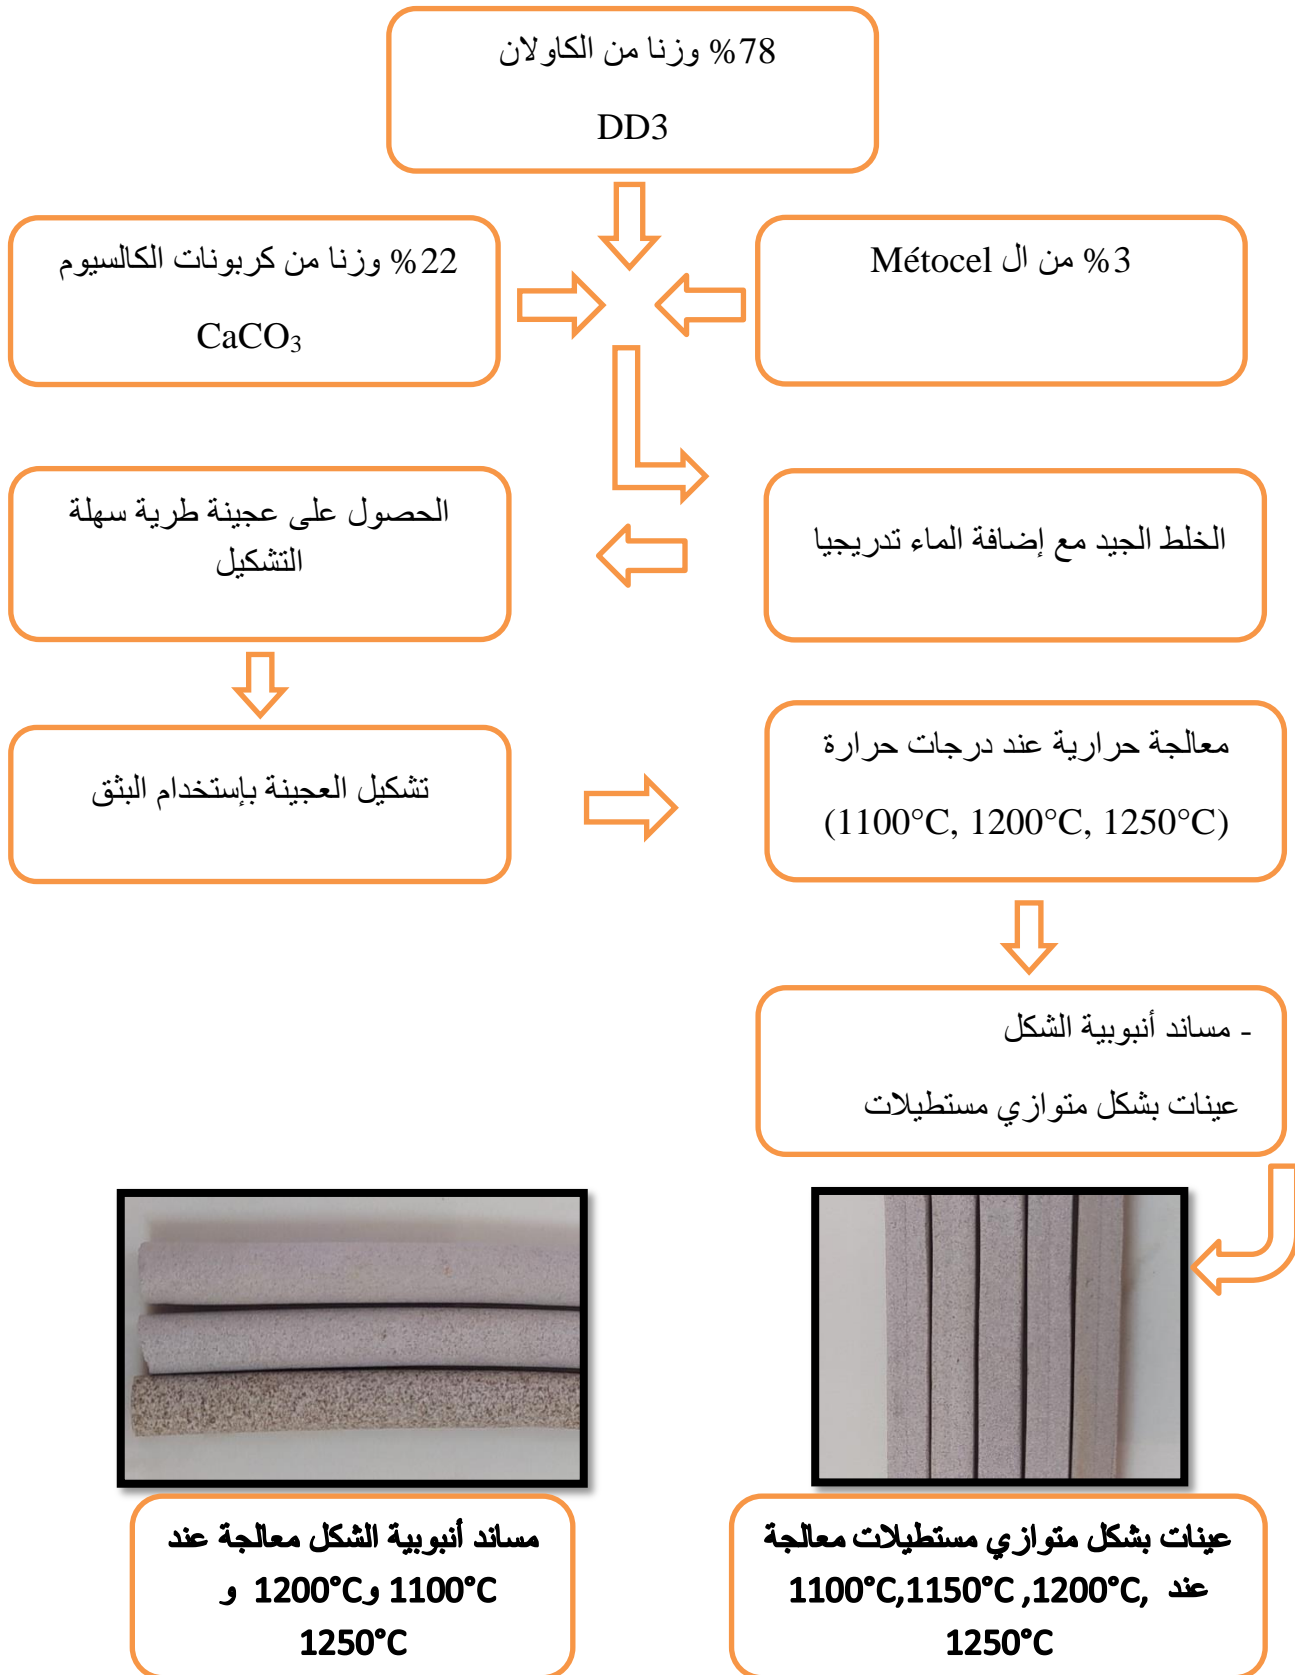 %78 وزنا من الكاولان
DD3
%22 وزنا من كربونات الكالسيوم
CaCO₃
%3 من ال Métocel
الخلط الجيد مع إضافة الماء تدريجيا
الحصول على عجينة طرية سهلة
التشكيل
تشكيل العجينة بإستخدام البثق
معالجة حرارية عند درجات حرارة
(1100°C, 1200°C, 1250°C)
- مساند أنبوبية الشكل
عينات بشكل متوازي مستطيلات
مساند أنبوبية الشكل معالجة عند
1100°C و1200°C و
1250°C
عينات بشكل متوازي مستطيلات معالجة
عند 1100°C,1150°C ,1200°C,
1250°C